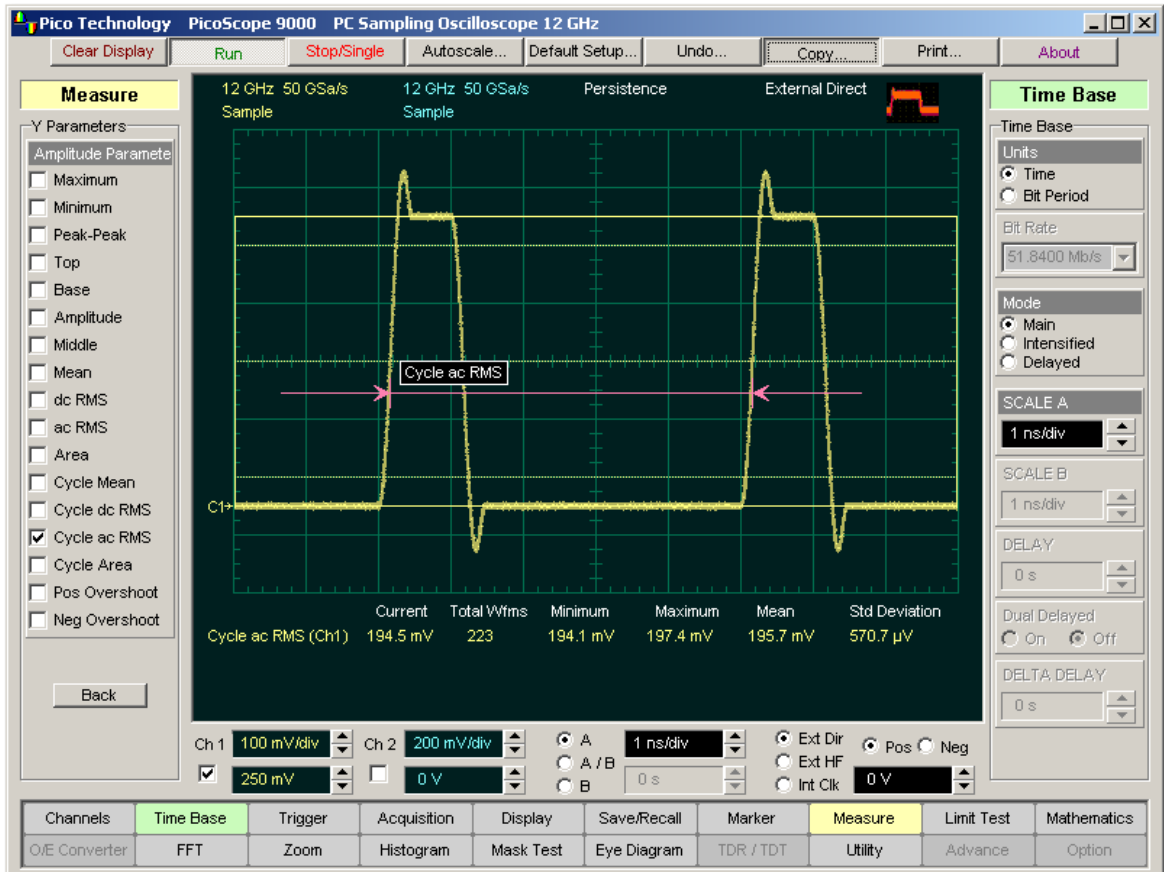 Pico Technology PicoScope 9000 PC Sampling Oscilloscope 12 GHz
Clear Display Run Stop/Single Autoscale... Default Setup... Undo... Copy... Print... About
Measure
Y Parameters
Amplitude Paramete
Maximum
Minimum
Peak-Peak
Top
Base
Amplitude
Middle
Mean
dc RMS
ac RMS
Area
Cycle Mean
Cycle dc RMS
Cycle ac RMS
Cycle Area
Pos Overshoot
Neg Overshoot
Back
12 GHz 50 GSa/s 12 GHz 50 GSa/s Persistence External Direct
Sample Sample
Cycle ac RMS
C1
Current Total Wfms Minimum Maximum Mean Std Deviation
Cycle ac RMS (Ch1) 194.5 mV 223 194.1 mV 197.4 mV 195.7 mV 570.7 µV
Time Base
Time Base
Units
Time
Bit Period
Bit Rate
51.8400 Mb/s
Mode
Main
Intensified
Delayed
SCALE A
1 ns/div
SCALE B
1 ns/div
DELAY
0 s
Dual Delayed
On Off
DELTA DELAY
0 s
Ch 1 100 mV/div Ch 2 200 mV/div A 1 ns/div Ext Dir Pos Neg
A / B Ext HF
250 mV 0 V B 0 s Int Clk 0 V
Channels Time Base Trigger Acquisition Display Save/Recall Marker Measure Limit Test Mathematics
O/E Converter FFT Zoom Histogram Mask Test Eye Diagram TDR / TDT Utility Advance Option